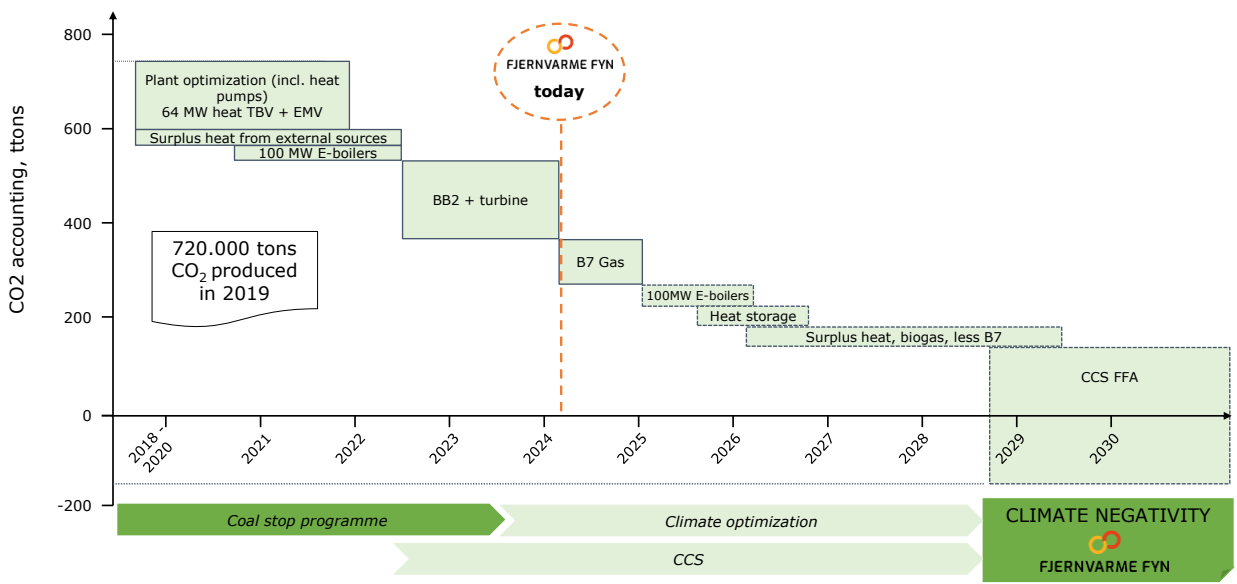 CO2 accounting, ttons
800
600
400
200
0
-200
Plant optimization (incl. heat
pumps)
64 MW heat TBV + EMV
Surplus heat from external sources
100 MW E-boilers
BB2 + turbine
FJERNVARME FYN
today
B7 Gas
100MW E-boilers
Heat storage
Surplus heat, biogas, less B7
CCS FFA
720.000 tons
CO2 produced
in 2019
2018 -
2020
2021
2022
2023
2024
2025
2026
2027
2028
2029
2030
Coal stop programme
Climate optimization
CCS
CLIMATE NEGATIVITY
FJERNVARME FYN